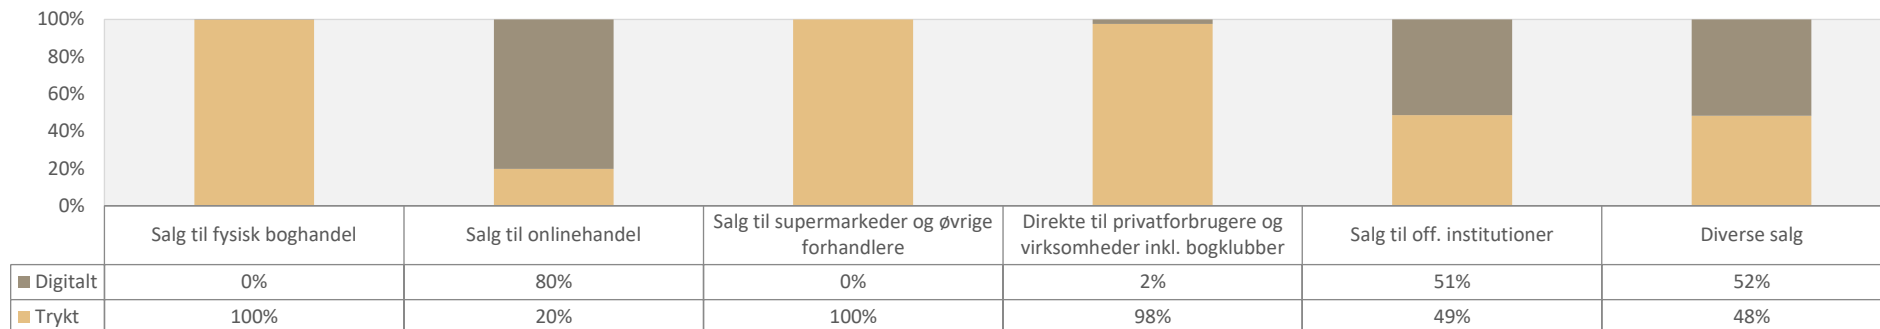 100%
80%
60%
40%
20%
0%
Salg til fysisk boghandel
Salg til onlinehandel
Salg til supermarkeder og øvrige
forhandlere
Direkte til privatforbrugere og
virksomheder inkl. bogklubber
Salg til off. institutioner
Diverse salg
Digitalt 0% 80% 0% 2% 51% 52%
Trykt 100% 20% 100% 98% 49% 48%